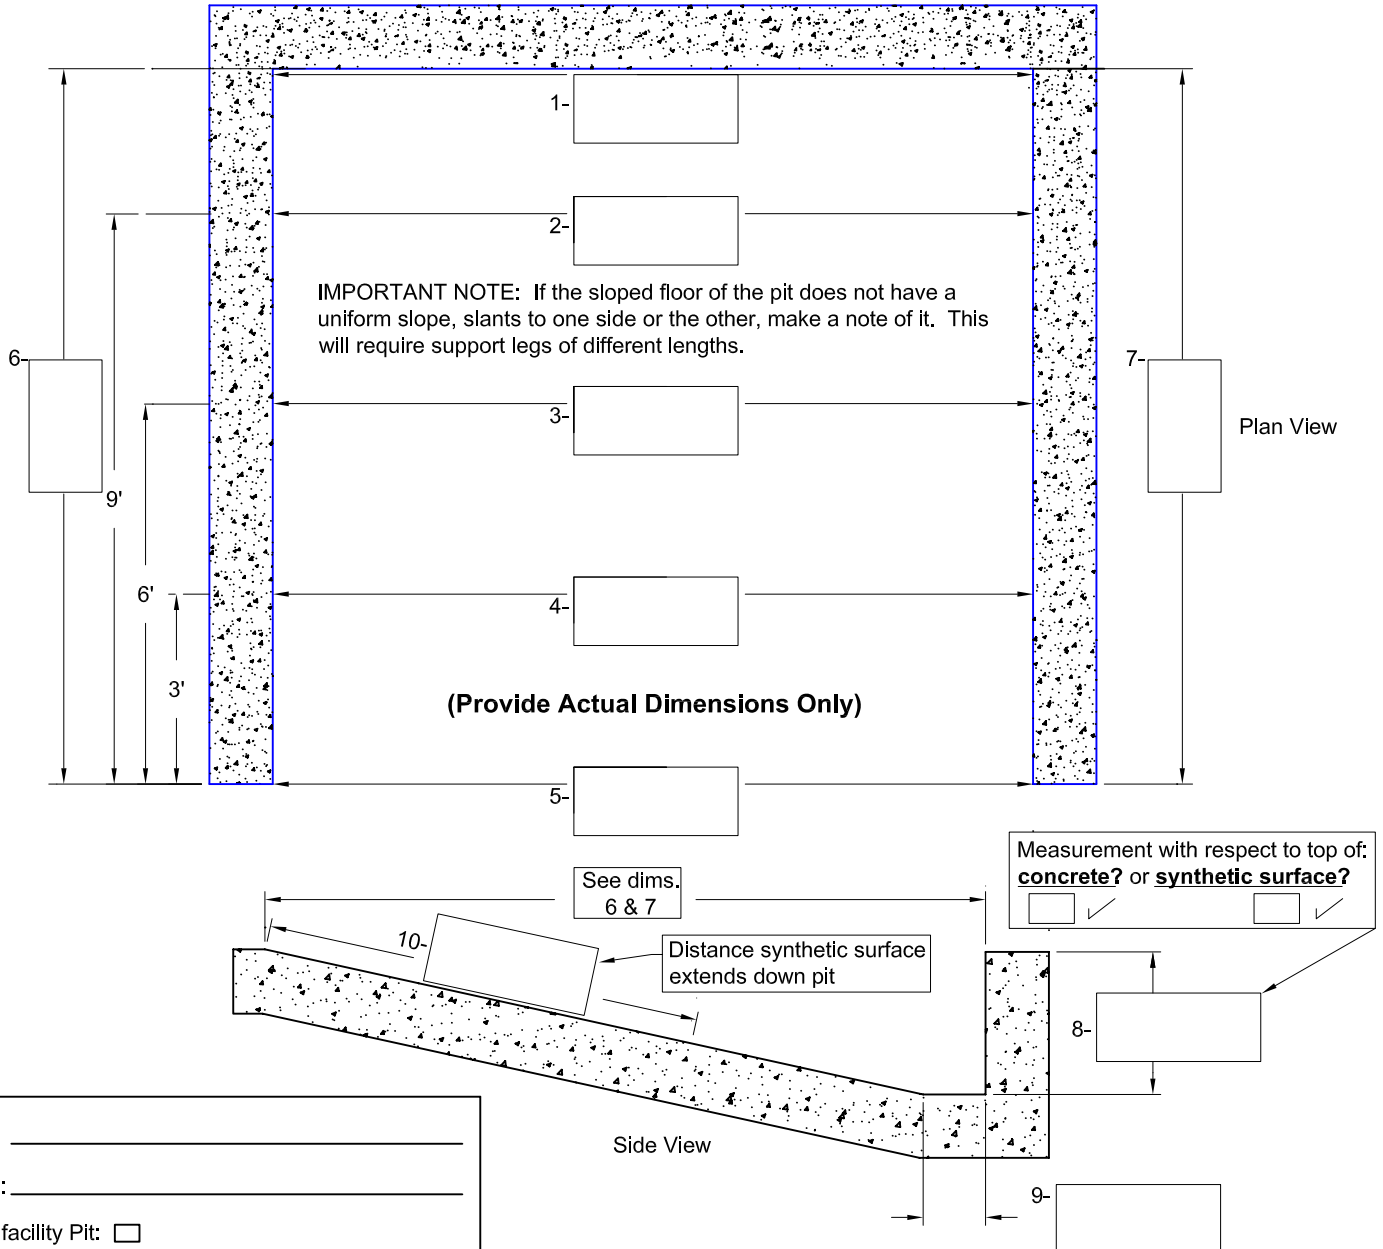 1-
2-
IMPORTANT NOTE: If the sloped floor of the pit does not have a
uniform slope, slants to one side or the other, make a note of it. This
will require support legs of different lengths.
6-
7-
3-
Plan View
9'
6'
4-
3'
(Provide Actual Dimensions Only)
5-
Measurement with respect to top of:
concrete? or synthetic surface?
See dims.
6 & 7
10-
Distance synthetic surface
extends down pit
8-
Side View
:
9-
facility Pit: